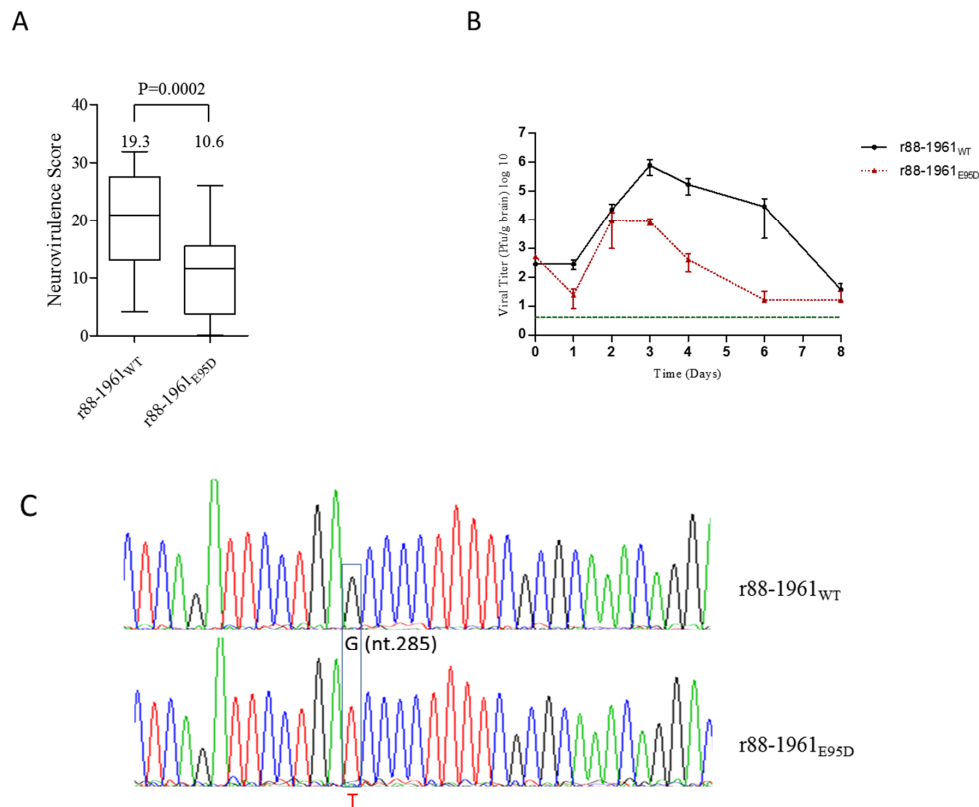 A
P=0.0002
40
30
20
10
0
19.3 10.6
Neurovirulence Score
r88-1961WT
r88-1961E95D
B
7
6
5
4
3
2
1
0
Viral Titer (Pfu/g brain) log 10
0 1 2 3 4 5 6 7 8
Time (Days)
r88-1961WT
r88-1961E95D
C
r88-1961WT
G (nt.285)
r88-1961E95D
T